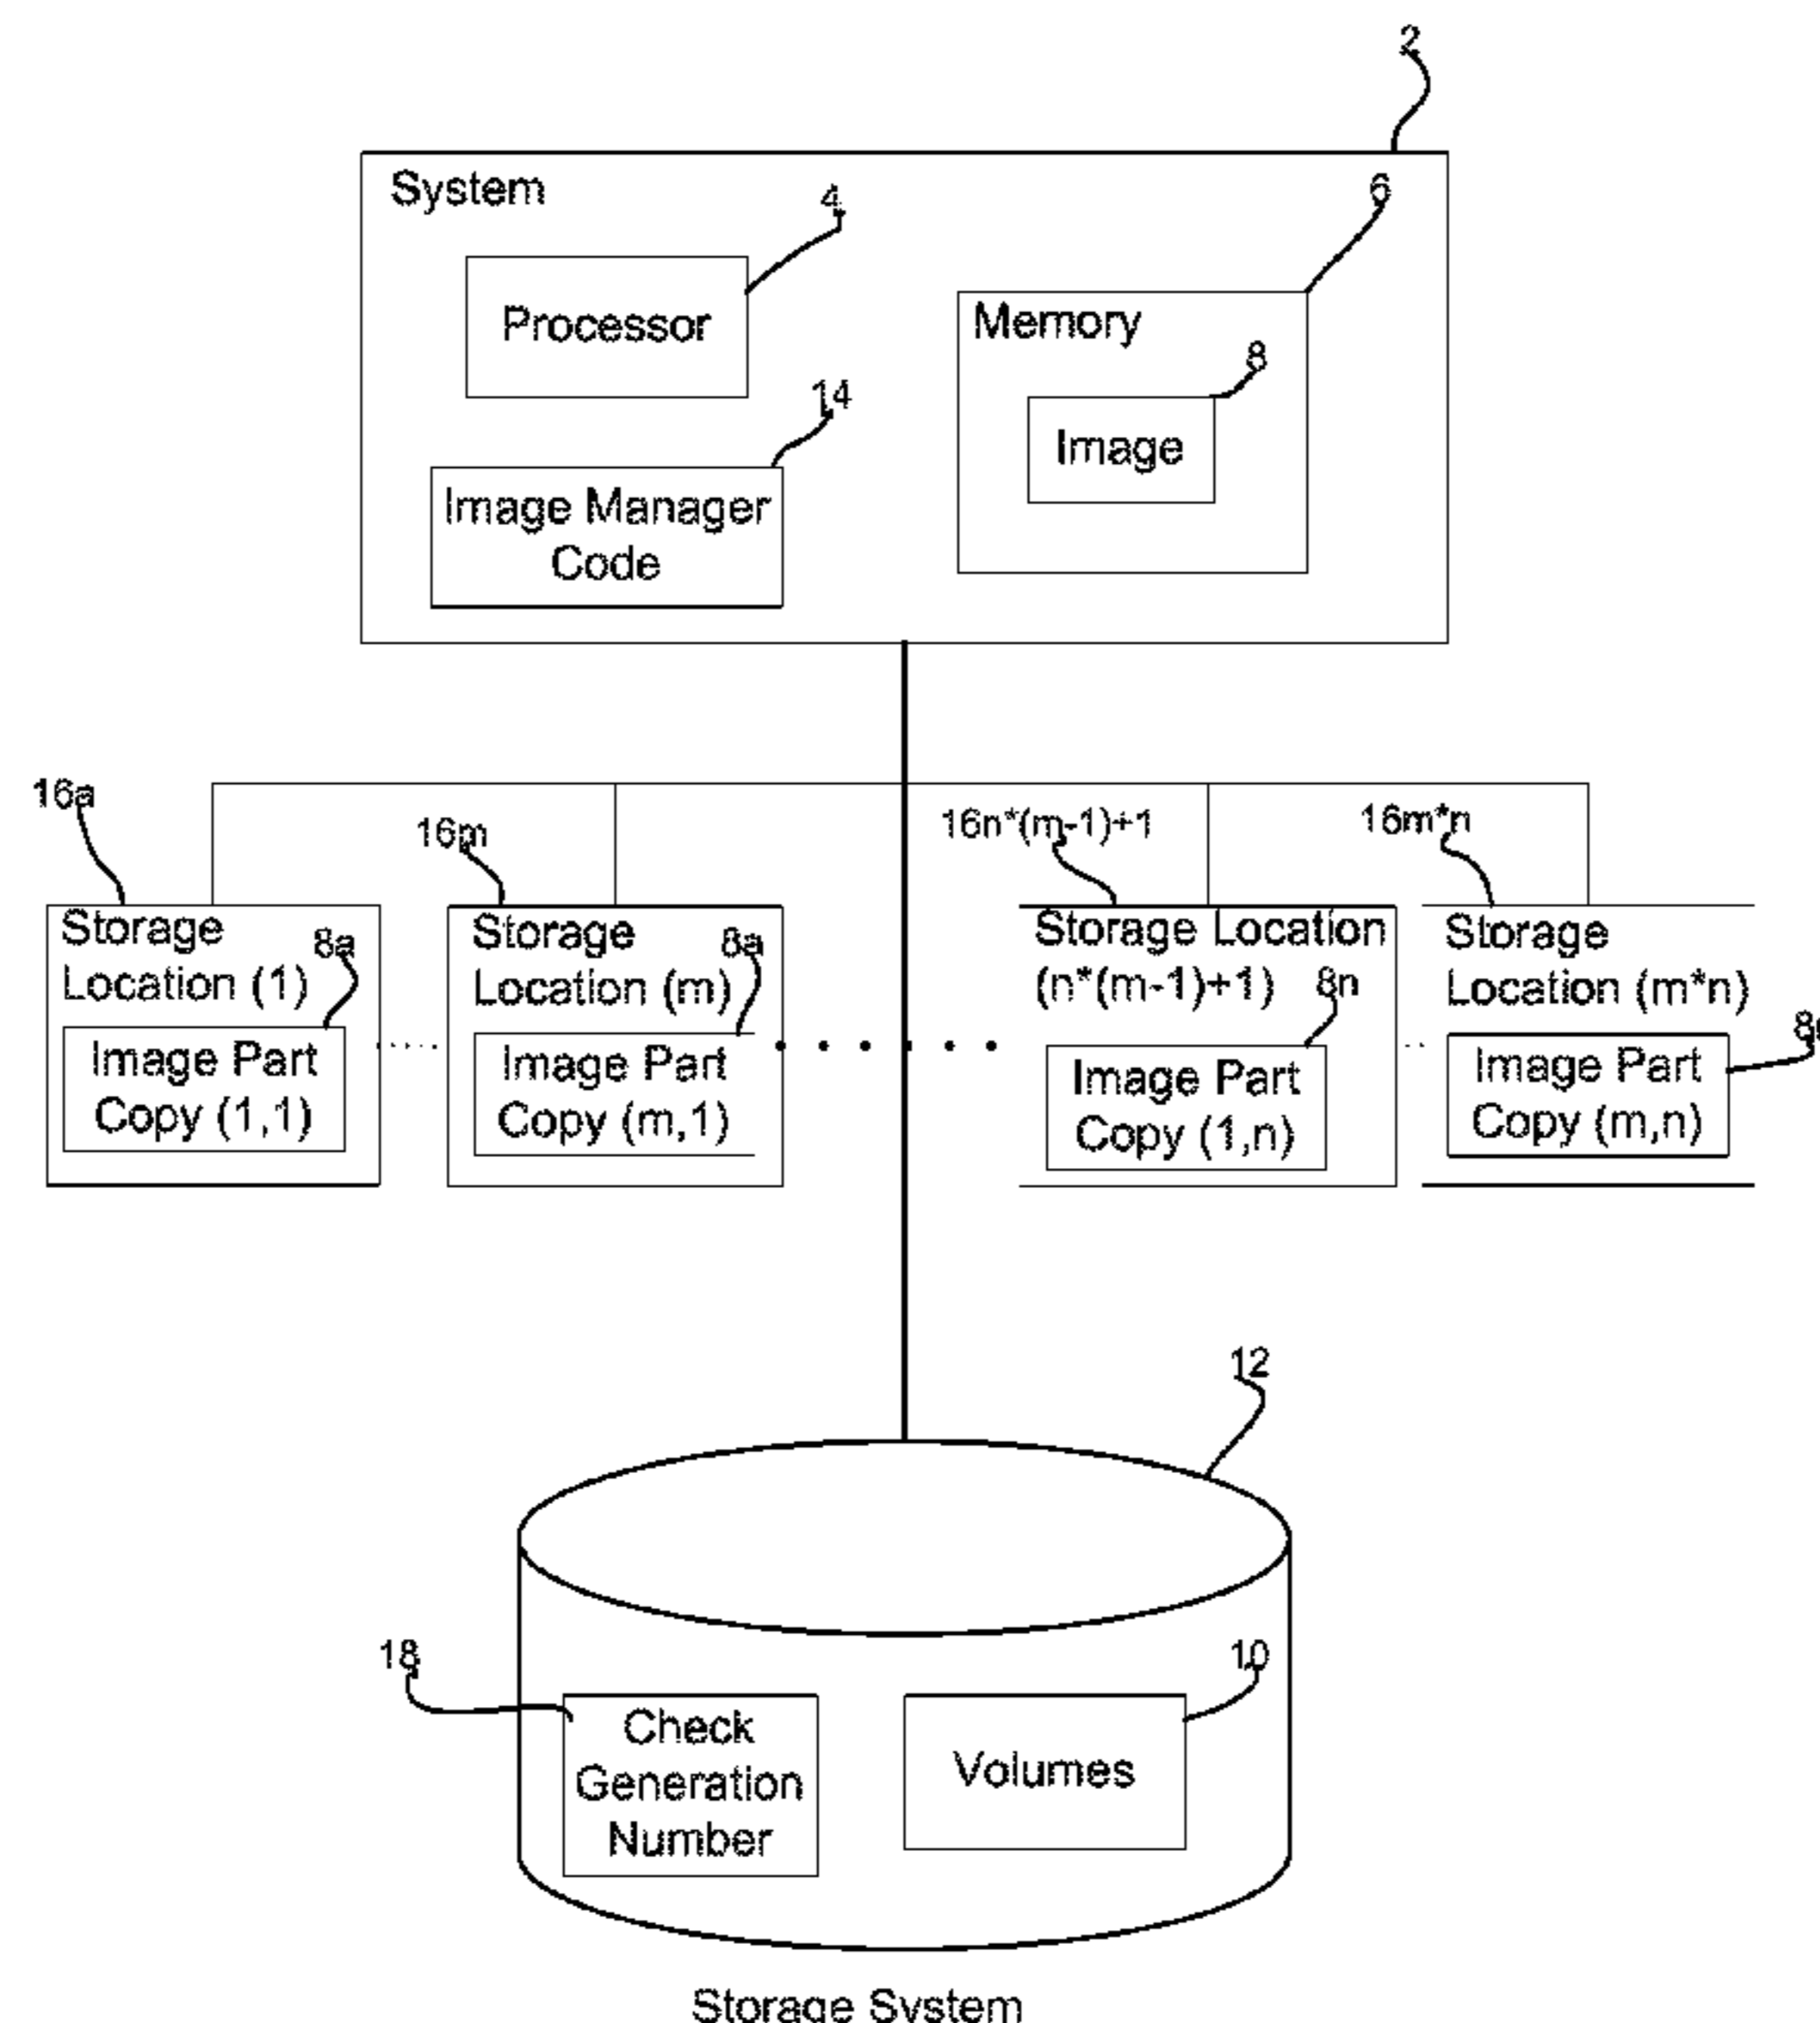 2
System
4
6
Processor
Memory
8
14
Image
Image Manager
Code
16a
16m
16n*(m-1)+1
16m*n
Storage
Location (1)
8a
Image Part
Copy (1,1)
Storage
Location (m)
8a
Image Part
Copy (m,1)
Storage Location
(n*(m-1)+1)
8n
Image Part
Copy (1,n)
Storage
Location (m*n)
Image Part
Copy (m,n)
12
18
10
Check
Generation
Number
Volumes
Storage System